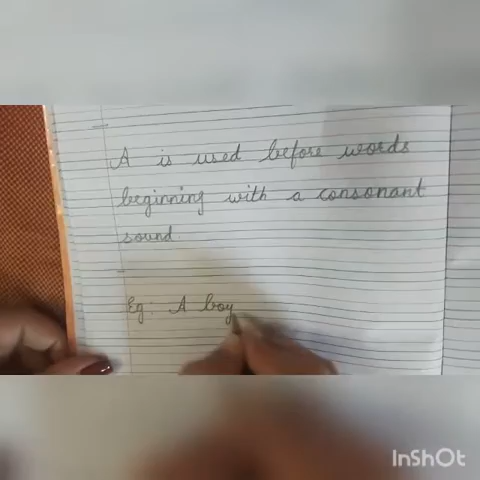 A is used before words
beginning with a consonant
sound.
Eg: A boy
InShOt